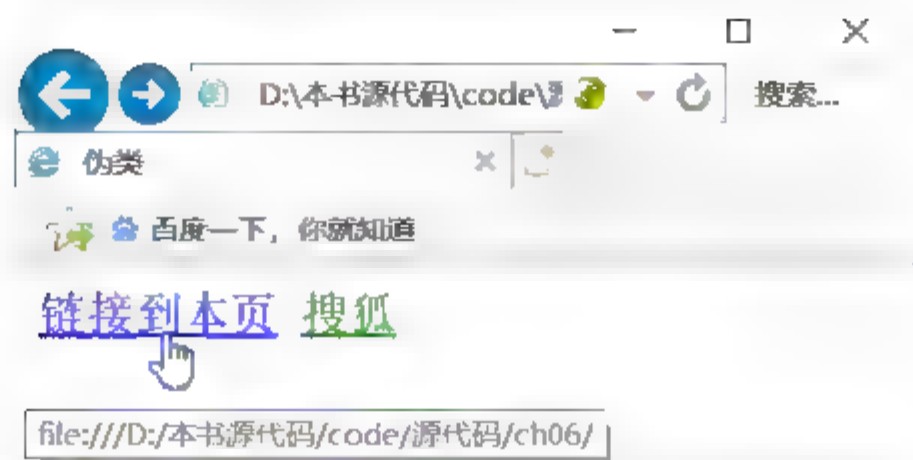 D:\本书源代码\code\ 搜索...
伪类
百度一下，你就知道
链接到本页 搜狐
file:///D:/本书源代码/code/源代码/ch06/